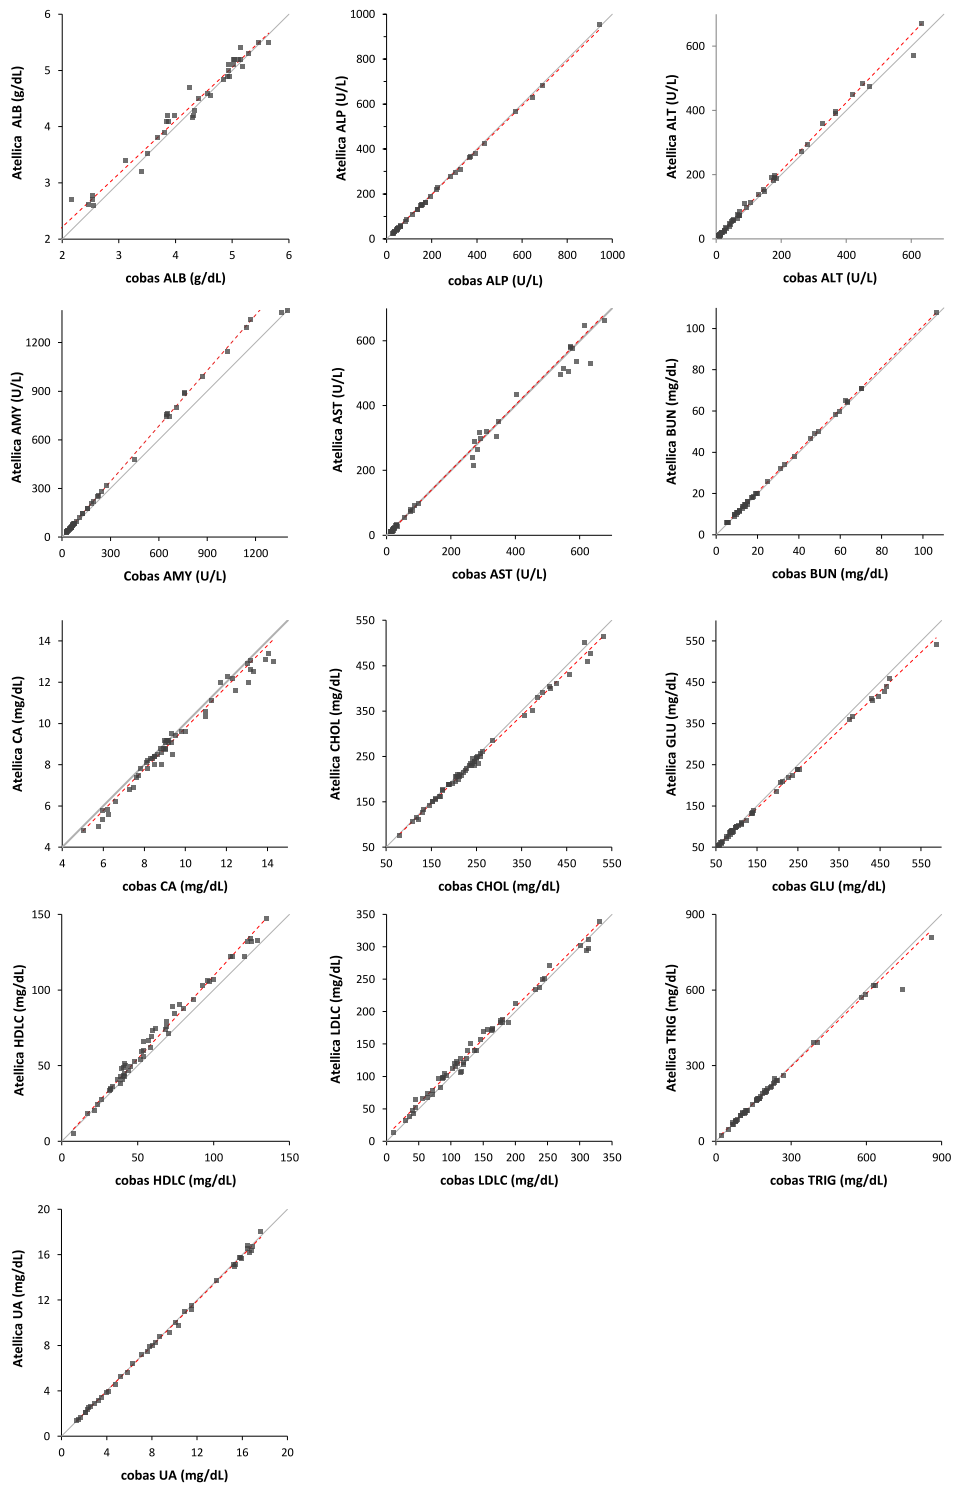 Atellica ALB (g/dL)
6
5
4
3
2
2 3 4 5 6
cobas ALB (g/dL)
Atellica ALP (U/L)
1000
800
600
400
200
0
0 200 400 600 800 1000
cobas ALP (U/L)
Atellica ALT (U/L)
600
400
200
0
0 200 400 600
cobas ALT (U/L)
Atellica AMY (U/L)
1200
900
600
300
0
0 300 600 900 1200
Cobas AMY (U/L)
Atellica AST (U/L)
600
400
200
0
0 200 400 600
cobas AST (U/L)
Atellica BUN (mg/dL)
100
80
60
40
20
0
0 20 40 60 80 100
cobas BUN (mg/dL)
Atellica CA (mg/dL)
14
12
10
8
6
4
4 6 8 10 12 14
cobas CA (mg/dL)
Atellica CHOL (mg/dL)
550
450
350
250
150
50
50 150 250 350 450 550
cobas CHOL (mg/dL)
Atellica GLU (mg/dL)
550
450
350
250
150
50
50 150 250 350 450 550
cobas GLU (mg/dL)
Atellica HDLC (mg/dL)
150
100
50
0
0 50 100 150
cobas HDLC (mg/dL)
Atellica LDLC (mg/dL)
350
300
250
200
150
100
50
0
0 50 100 150 200 250 300 350
cobas LDLC (mg/dL)
Atellica TRIG (mg/dL)
900
600
300
0
0 300 600 900
cobas TRIG (mg/dL)
Atellica UA (mg/dL)
20
16
12
8
4
0
0 4 8 12 16 20
cobas UA (mg/dL)